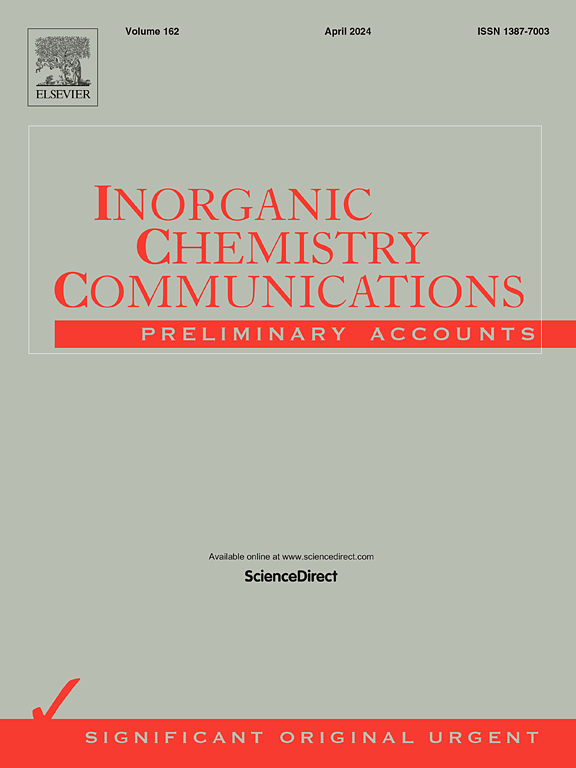 Volume 162 April 2024 ISSN 1387-7003
ELSEVIER
INORGANIC
CHEMISTRY
COMMUNICATIONS
PRELIMINARY ACCOUNTS
Available online at www.sciencedirect.com
ScienceDirect
SIGNIFICANT ORIGINAL URGENT